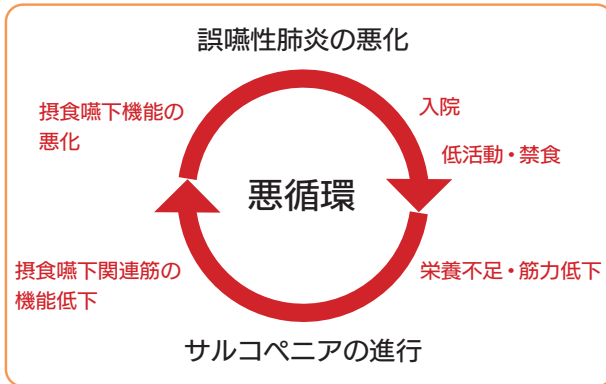 誤嚥性肺炎の悪化
摂食嚥下機能の
悪化
入院
低活動・禁食
悪循環
摂食嚥下関連筋の
機能低下
栄養不足・筋力低下
サルコペニアの進行